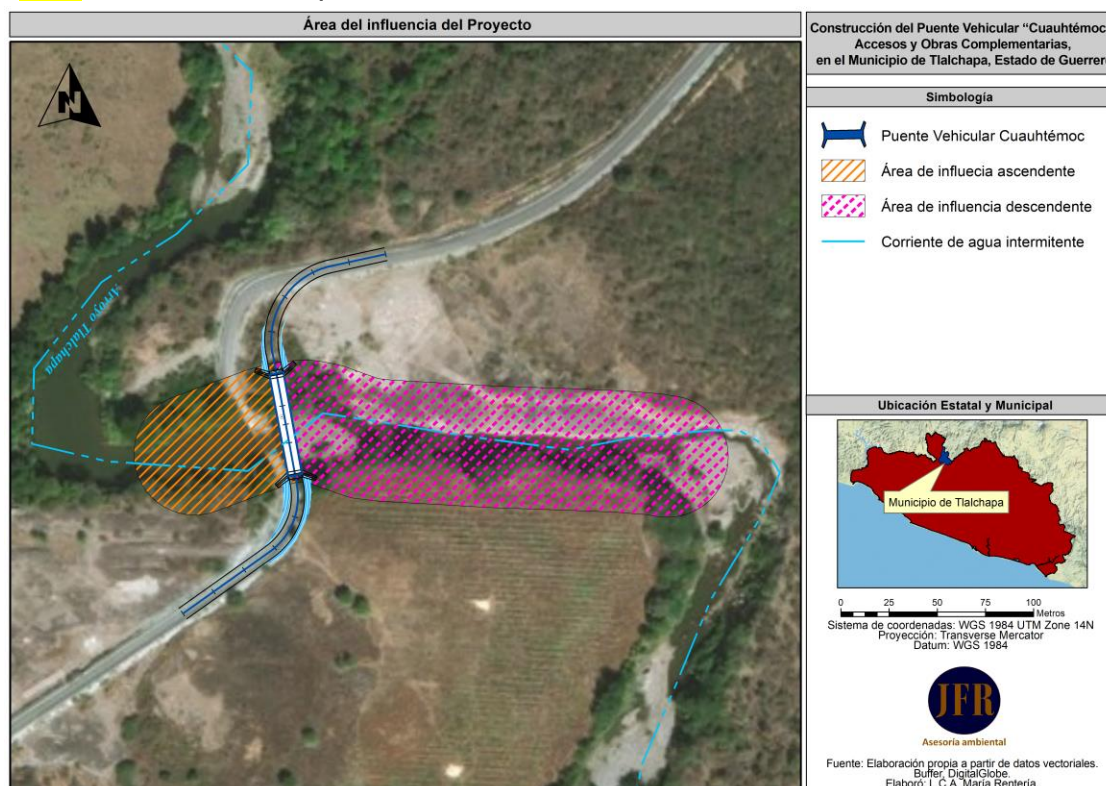 Área del influencia del Proyecto
N
Arroyo Tlalchapa
Construcción del Puente Vehicular “Cuauhtémoc
Accesos y Obras Complementarias,
en el Municipio de Tlalchapa, Estado de Guerrero
Simbología
Puente Vehicular Cuauhtémoc
Área de influecia ascendente
Área de influencia descendente
Corriente de agua intermitente
Ubicación Estatal y Municipal
Municipio de Tlalchapa
0 25 50 75 100
Metros
Sistema de coordenadas: WGS 1984 UTM Zone 14N
Proyección: Transverse Mercator
Datum: WGS 1984
JFR
Asesoría ambiental
Fuente: Elaboración propia a partir de datos vectoriales.
Buffer, DigitalGlobe.
Elaboró: L.C.A. María Rentería